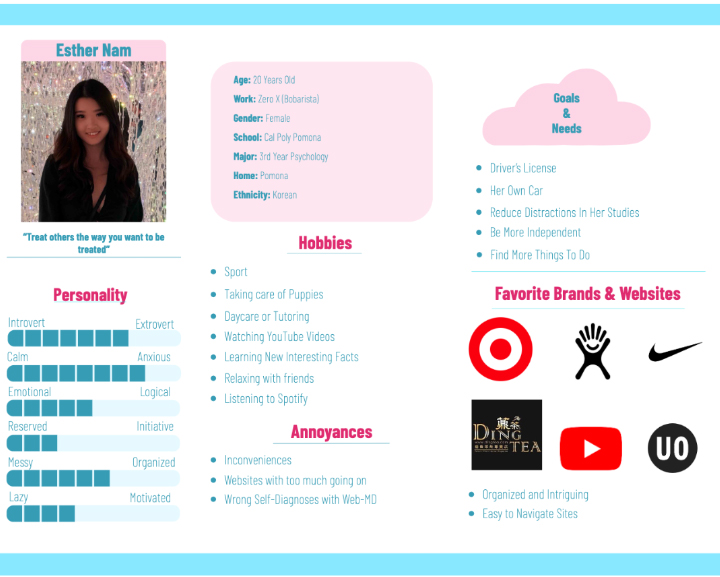 Esther Nam
"Treat others the way you want to be
treated"
Personality
Introvert
Extrovert
Calm
Anxious
Emotional
Logical
Reserved
Initiative
Messy
Organized
Lazy
Motivated
Age: 20 Years Old
Work: Zero X (Bobarista)
Gender: Female
School: Cal Poly Pomona
Major: 3rd Year Psychology
Home: Pomona
Ethnicity: Korean
Hobbies
Sport
Taking care of Puppies
Daycare or Tutoring
Watching YouTube Videos
Learning New Interesting Facts
Relaxing with friends
Listening to Spotify
Annoyances
Inconveniences
Websites with too much going on
Wrong Self-Diagnoses with Web-MD
Goals
&
Needs
Driver's License
Her Own Car
Reduce Distractions In Her Studies
Be More Independent
Find More Things To Do
Favorite Brands & Websites
DING
TEA
UO
Organized and Intriguing
Easy to Navigate Sites